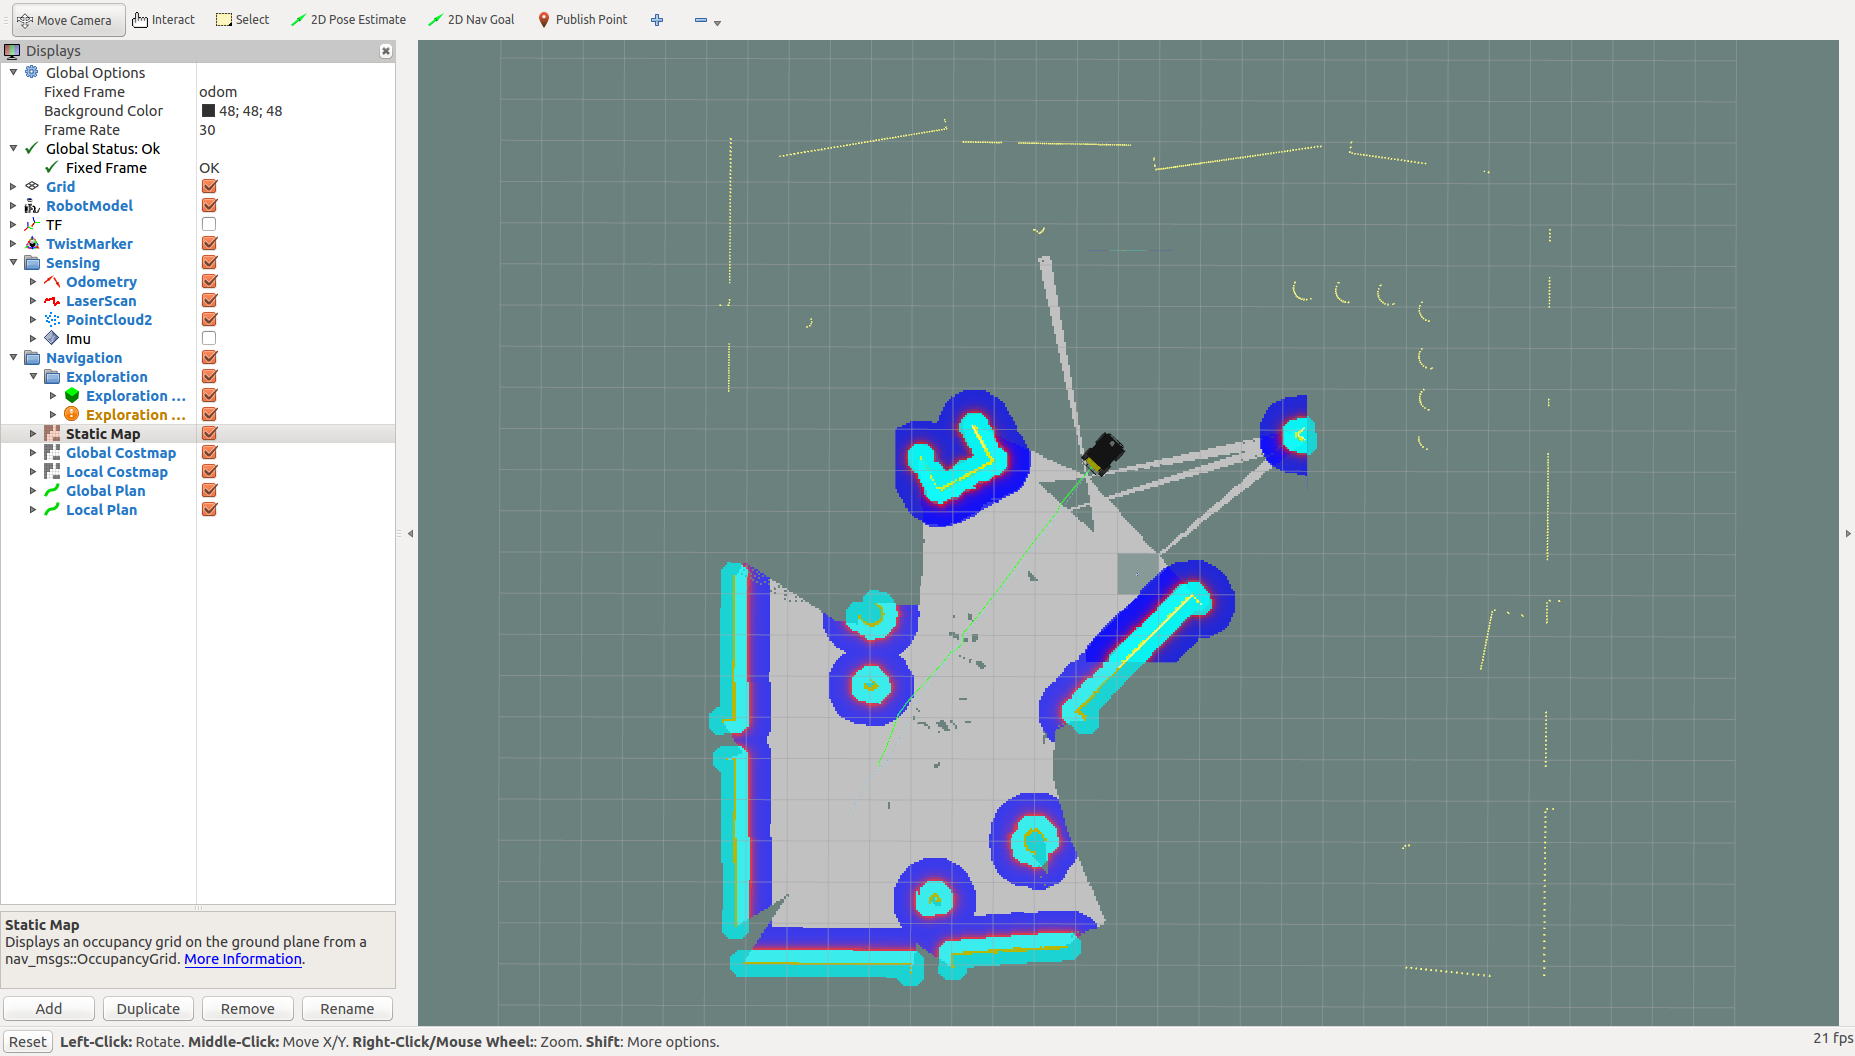 Move Camera Interact Select 2D Pose Estimate 2D Nav Goal Publish Point
Displays
Global Options
Fixed Frame odom
Background Color 48; 48; 48
Frame Rate 30
Global Status: Ok
Fixed Frame OK
Grid
RobotModel
TF
TwistMarker
Sensing
Odometry
LaserScan
PointCloud2
Imu
Navigation
Exploration
Exploration ...
Exploration ...
Static Map
Global Costmap
Local Costmap
Global Plan
Local Plan
Static Map
Displays an occupancy grid on the ground plane from a
nav_msgs::OccupancyGrid. More Information.
Add Duplicate Remove Rename
Reset Left-Click: Rotate. Middle-Click: Move X/Y. Right-Click/Mouse Wheel:: Zoom. Shift: More options. 21 fps